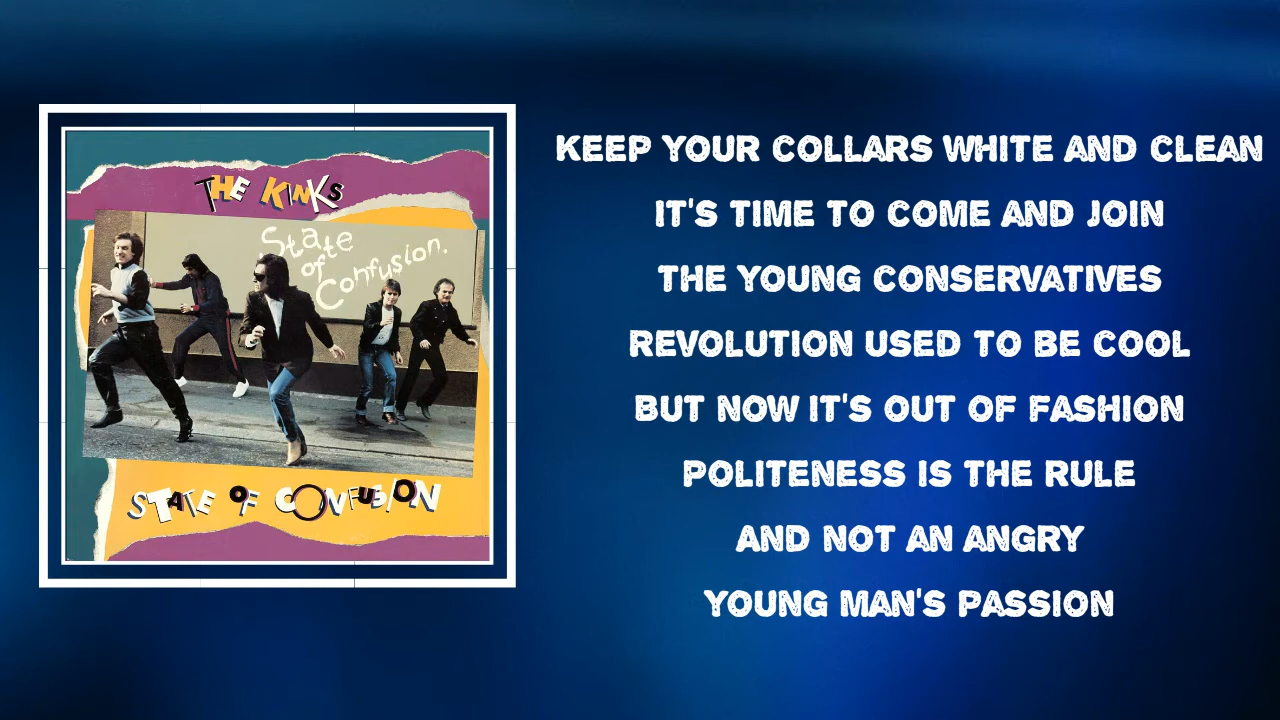 THE KINKS
State
of
Confusion.
STATE OF CONFUSION
KEEP YOUR COLLARS WHITE AND CLEAN
IT'S TIME TO COME AND JOIN
THE YOUNG CONSERVATIVES
REVOLUTION USED TO BE COOL
BUT NOW IT'S OUT OF FASHION
POLITENESS IS THE RULE
AND NOT AN ANGRY
YOUNG MAN'S PASSION